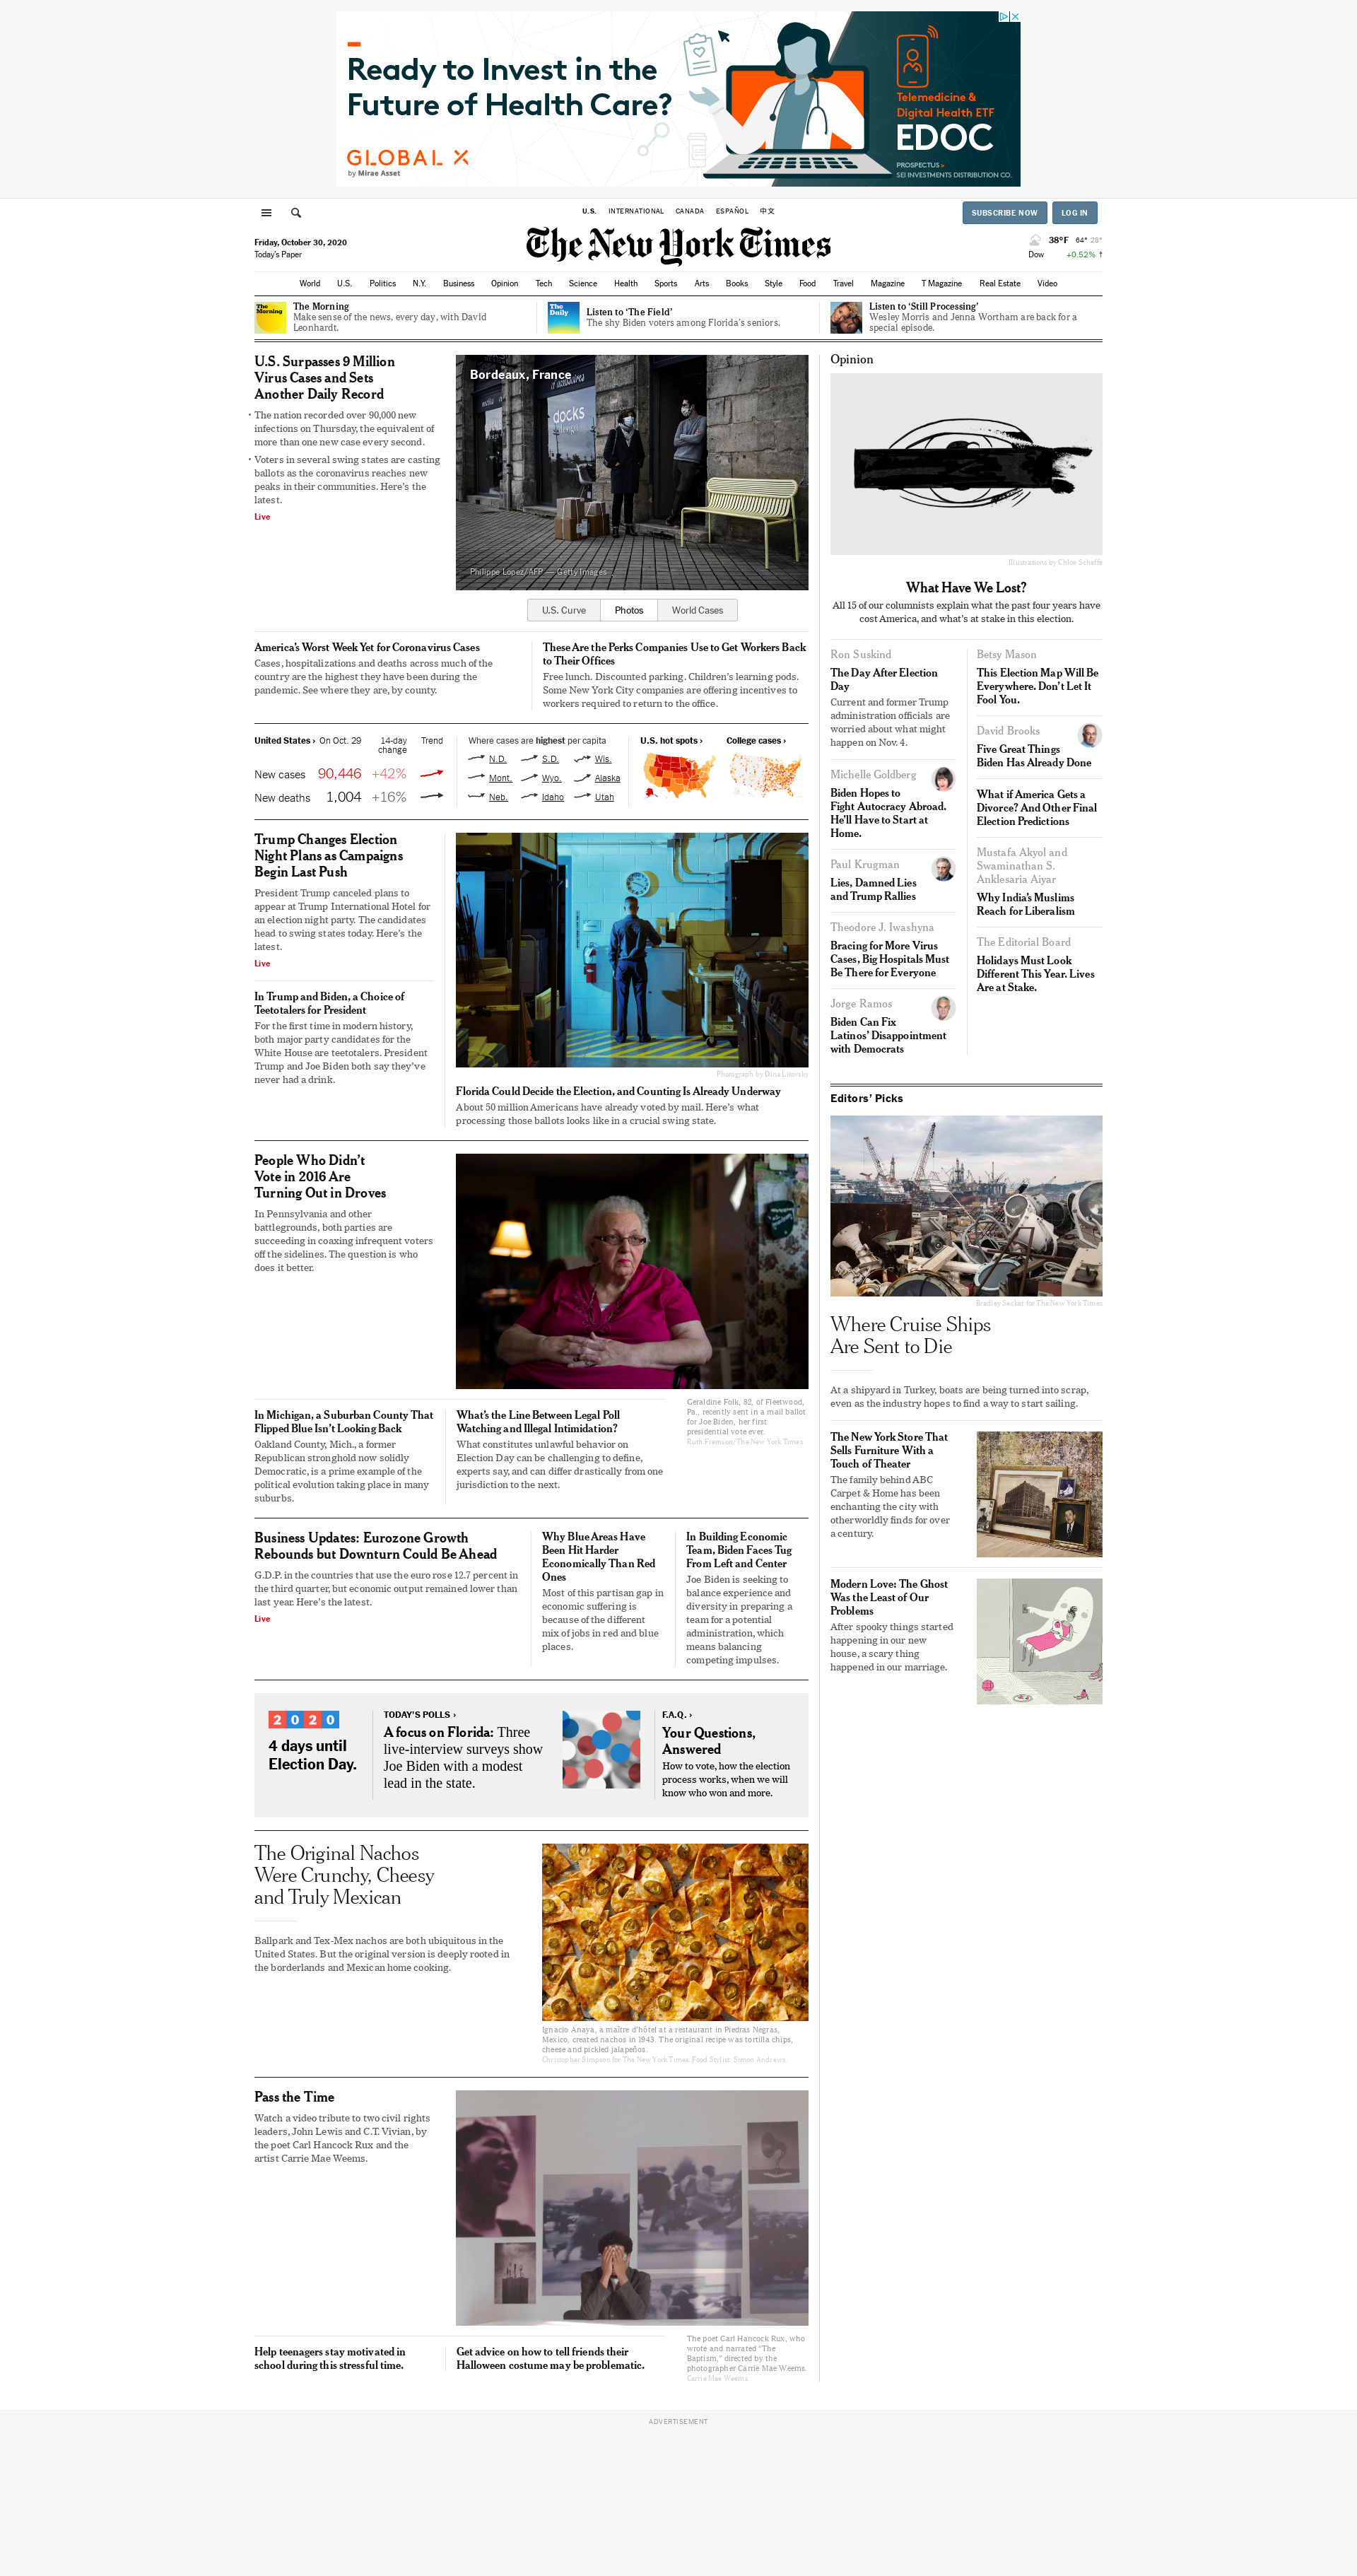 Ready to Invest in the
Future of Health Care?
GLOBAL X
by Mirae Asset
Telemedicine &
Digital Health ETF
EDOC
PROSPECTUS >
SEI INVESTMENTS DISTRIBUTION CO.
U.S. INTERNATIONAL CANADA ESPAÑOL 中文
SUBSCRIBE NOW LOG IN
Friday, October 30, 2020
Today's Paper
The New York Times
38°F 64° 28°
Dow +0.52% ↑
World U.S. Politics N.Y. Business Opinion Tech Science Health Sports Arts Books Style Food Travel Magazine T Magazine Real Estate Video
The Morning
The Morning
Make sense of the news, every day, with David
Leonhardt.
The Daily
Listen to ‘The Field’
The shy Biden voters among Florida’s seniors.
Listen to ‘Still Processing’
Wesley Morris and Jenna Wortham are back for a
special episode.
U.S. Surpasses 9 Million
Virus Cases and Sets
Another Daily Record
• The nation recorded over 90,000 new
infections on Thursday, the equivalent of
more than one new case every second.
• Voters in several swing states are casting
ballots as the coronavirus reaches new
peaks in their communities. Here’s the
latest.
Live
Bordeaux, France
docks
Philippe Lopez/AFP — Getty Images
U.S. Curve Photos World Cases
America’s Worst Week Yet for Coronavirus Cases
Cases, hospitalizations and deaths across much of the
country are the highest they have been during the
pandemic. See where they are, by county.
These Are the Perks Companies Use to Get Workers Back
to Their Offices
Free lunch. Discounted parking. Children’s learning pods.
Some New York City companies are offering incentives to
workers required to return to the office.
United States › On Oct. 29 14-day
change Trend
New cases 90,446 +42%
New deaths 1,004 +16%
Where cases are highest per capita
N.D. S.D. Wis.
Mont. Wyo. Alaska
Neb. Idaho Utah
U.S. hot spots › College cases ›
Trump Changes Election
Night Plans as Campaigns
Begin Last Push
President Trump canceled plans to
appear at Trump International Hotel for
an election night party. The candidates
head to swing states today. Here’s the
latest.
Live
In Trump and Biden, a Choice of
Teetotalers for President
For the first time in modern history,
both major party candidates for the
White House are teetotalers. President
Trump and Joe Biden both say they’ve
never had a drink.
Photograph by Dina Litovsky
Florida Could Decide the Election, and Counting Is Already Underway
About 50 million Americans have already voted by mail. Here’s what
processing those ballots looks like in a crucial swing state.
People Who Didn’t
Vote in 2016 Are
Turning Out in Droves
In Pennsylvania and other
battlegrounds, both parties are
succeeding in coaxing infrequent voters
off the sidelines. The question is who
does it better.
Geraldine Folk, 82, of Fleetwood,
Pa., recently sent in a mail ballot
for Joe Biden, her first
presidential vote ever.
Ruth Fremson/The New York Times
In Michigan, a Suburban County That
Flipped Blue Isn’t Looking Back
Oakland County, Mich., a former
Republican stronghold now solidly
Democratic, is a prime example of the
political evolution taking place in many
suburbs.
What’s the Line Between Legal Poll
Watching and Illegal Intimidation?
What constitutes unlawful behavior on
Election Day can be challenging to define,
experts say, and can differ drastically from one
jurisdiction to the next.
Business Updates: Eurozone Growth
Rebounds but Downturn Could Be Ahead
G.D.P. in the countries that use the euro rose 12.7 percent in
the third quarter, but economic output remained lower than
last year. Here’s the latest.
Live
Why Blue Areas Have
Been Hit Harder
Economically Than Red
Ones
Most of this partisan gap in
economic suffering is
because of the different
mix of jobs in red and blue
places.
In Building Economic
Team, Biden Faces Tug
From Left and Center
Joe Biden is seeking to
balance experience and
diversity in preparing a
team for a potential
administration, which
means balancing
competing impulses.
2020
4 days until
Election Day.
TODAY’S POLLS ›
A focus on Florida: Three
live-interview surveys show
Joe Biden with a modest
lead in the state.
F.A.Q. ›
Your Questions,
Answered
How to vote, how the election
process works, when we will
know who won and more.
The Original Nachos
Were Crunchy, Cheesy
and Truly Mexican
Ballpark and Tex-Mex nachos are both ubiquitous in the
United States. But the original version is deeply rooted in
the borderlands and Mexican home cooking.
Ignacio Anaya, a maître d’hôtel at a restaurant in Piedras Negras,
Mexico, created nachos in 1943. The original recipe was tortilla chips,
cheese and pickled jalapeños.
Christopher Simpson for The New York Times. Food Stylist: Simon Andrews.
Pass the Time
Watch a video tribute to two civil rights
leaders, John Lewis and C.T. Vivian, by
the poet Carl Hancock Rux and the
artist Carrie Mae Weems.
The poet Carl Hancock Rux, who
wrote and narrated “The
Baptism,” directed by the
photographer Carrie Mae Weems.
Carrie Mae Weems
Help teenagers stay motivated in
school during this stressful time.
Get advice on how to tell friends their
Halloween costume may be problematic.
Opinion
Illustrations by Chloe Scheffe
What Have We Lost?
All 15 of our columnists explain what the past four years have
cost America, and what’s at stake in this election.
Ron Suskind
The Day After Election
Day
Current and former Trump
administration officials are
worried about what might
happen on Nov. 4.
Michelle Goldberg
Biden Hopes to
Fight Autocracy Abroad.
He’ll Have to Start at
Home.
Paul Krugman
Lies, Damned Lies
and Trump Rallies
Theodore J. Iwashyna
Bracing for More Virus
Cases, Big Hospitals Must
Be There for Everyone
Jorge Ramos
Biden Can Fix
Latinos’ Disappointment
with Democrats
Betsy Mason
This Election Map Will Be
Everywhere. Don’t Let It
Fool You.
David Brooks
Five Great Things
Biden Has Already Done
What if America Gets a
Divorce? And Other Final
Election Predictions
Mustafa Akyol and
Swaminathan S.
Anklesaria Aiyar
Why India’s Muslims
Reach for Liberalism
The Editorial Board
Holidays Must Look
Different This Year. Lives
Are at Stake.
Editors’ Picks
Bradley Secker for The New York Times
Where Cruise Ships
Are Sent to Die
At a shipyard in Turkey, boats are being turned into scrap,
even as the industry hopes to find a way to start sailing.
The New York Store That
Sells Furniture With a
Touch of Theater
The family behind ABC
Carpet & Home has been
enchanting the city with
otherworldly finds for over
a century.
Modern Love: The Ghost
Was the Least of Our
Problems
After spooky things started
happening in our new
house, a scary thing
happened in our marriage.
ADVERTISEMENT